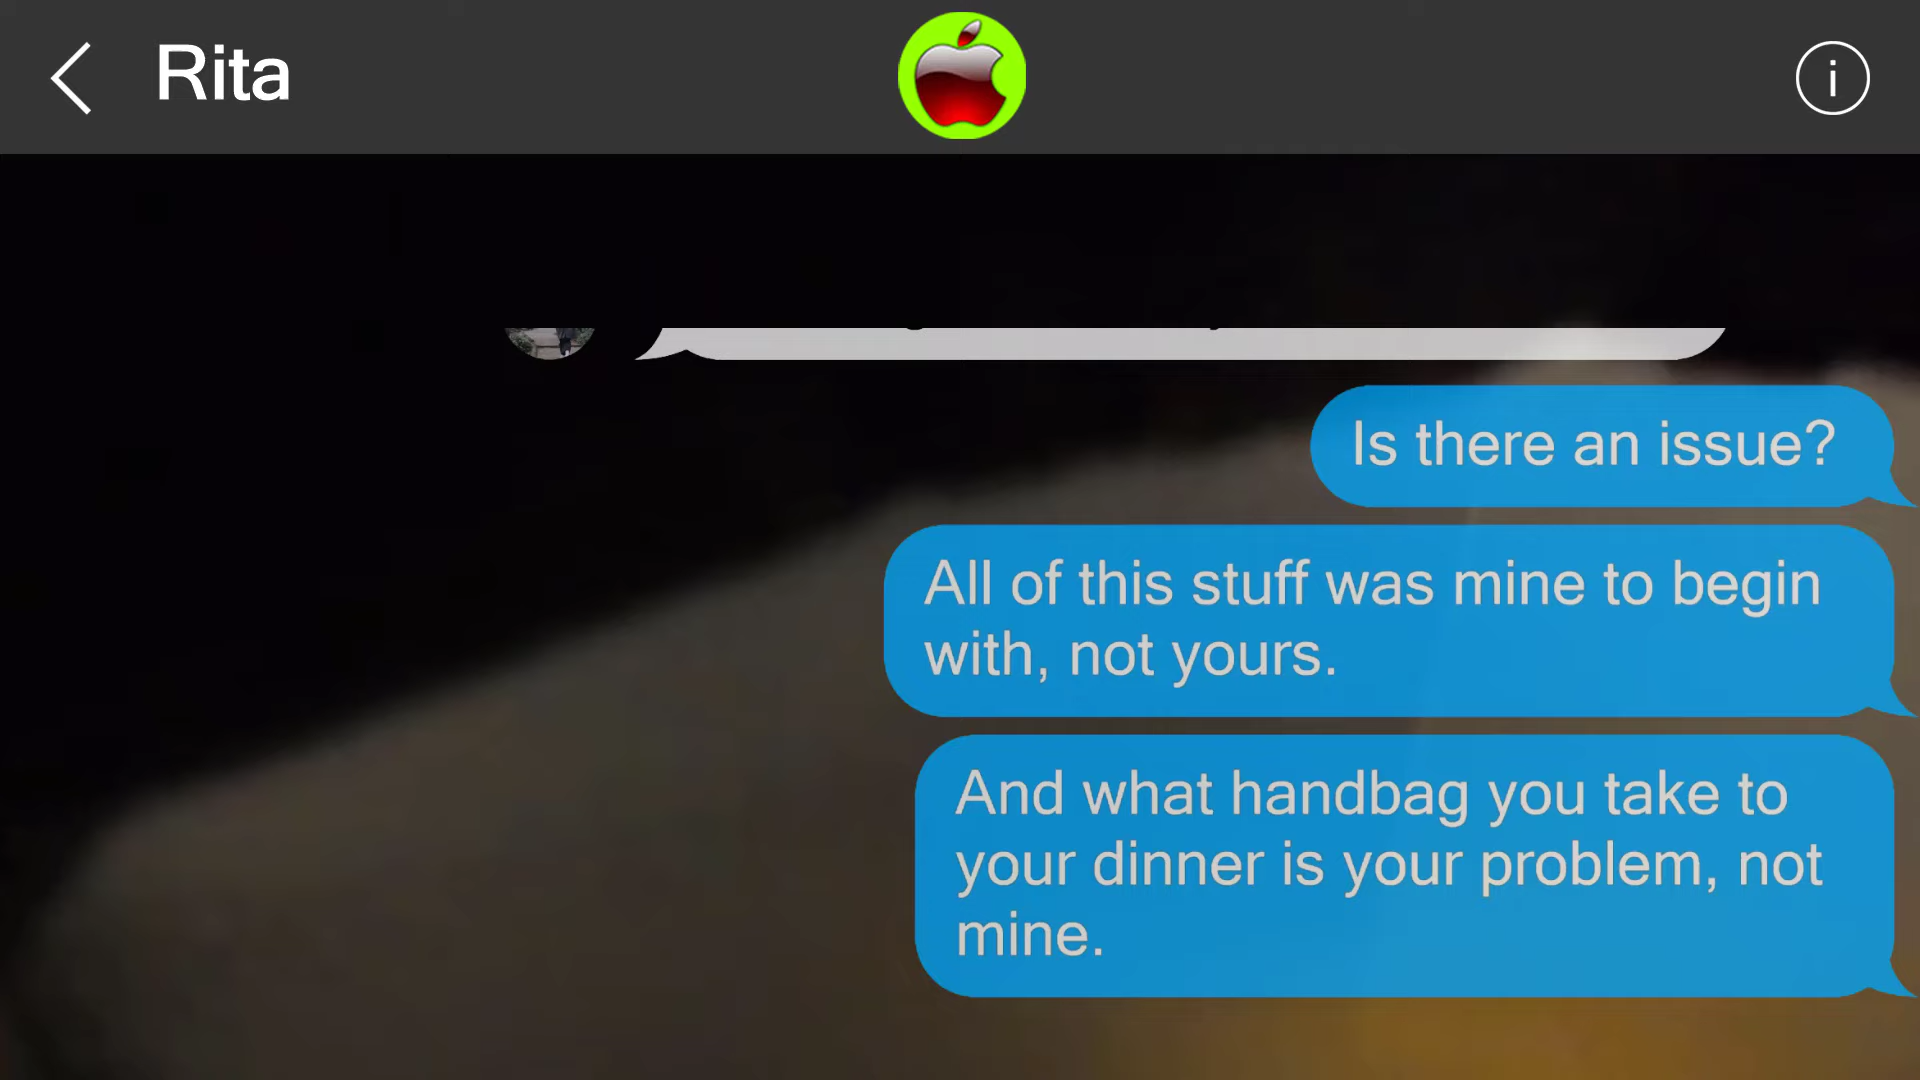 Rita
Is there an issue?
All of this stuff was mine to begin
with, not yours.
And what handbag you take to
your dinner is your problem, not
mine.